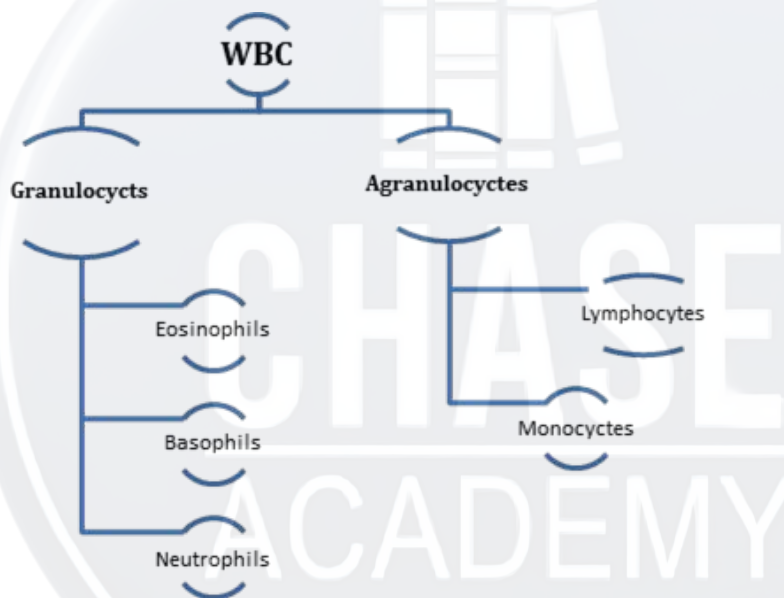 WBC
Granulocycts
Agranulocyctes
Eosinophils
Lymphocytes
Basophils
Monocyctes
Neutrophils
CHASE
ACADEMY